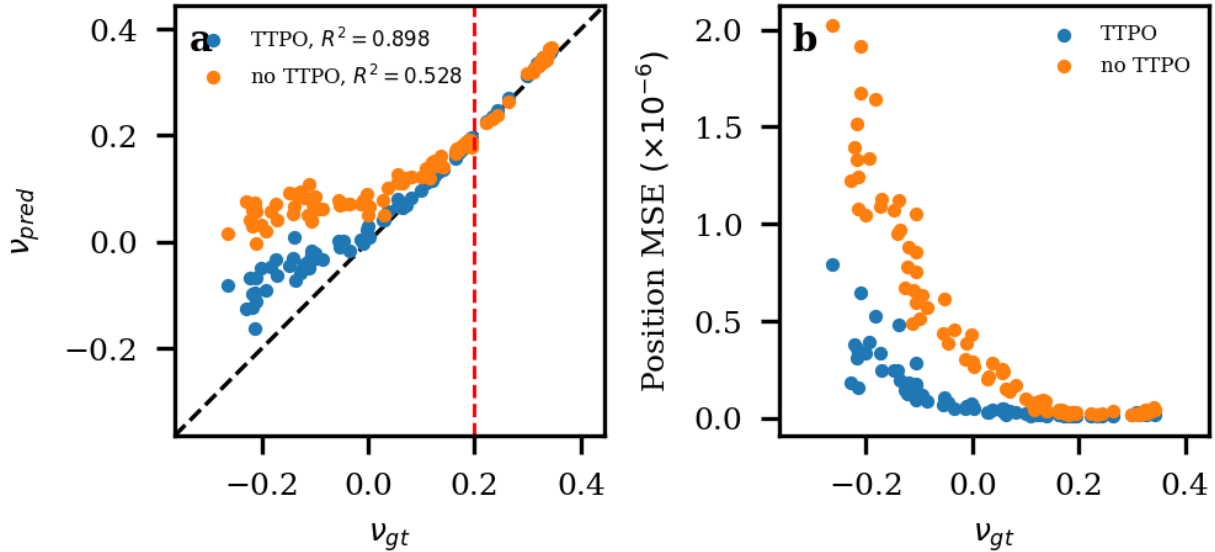 a
TTPO, R² = 0.898
no TTPO, R² = 0.528
0.4
0.2
0.0
−0.2
ν_pred
−0.2
0.0
0.2
0.4
ν_gt
b
TTPO
no TTPO
2.0
1.5
1.0
0.5
0.0
Position MSE (×10⁻⁶)
−0.2
0.0
0.2
0.4
ν_gt